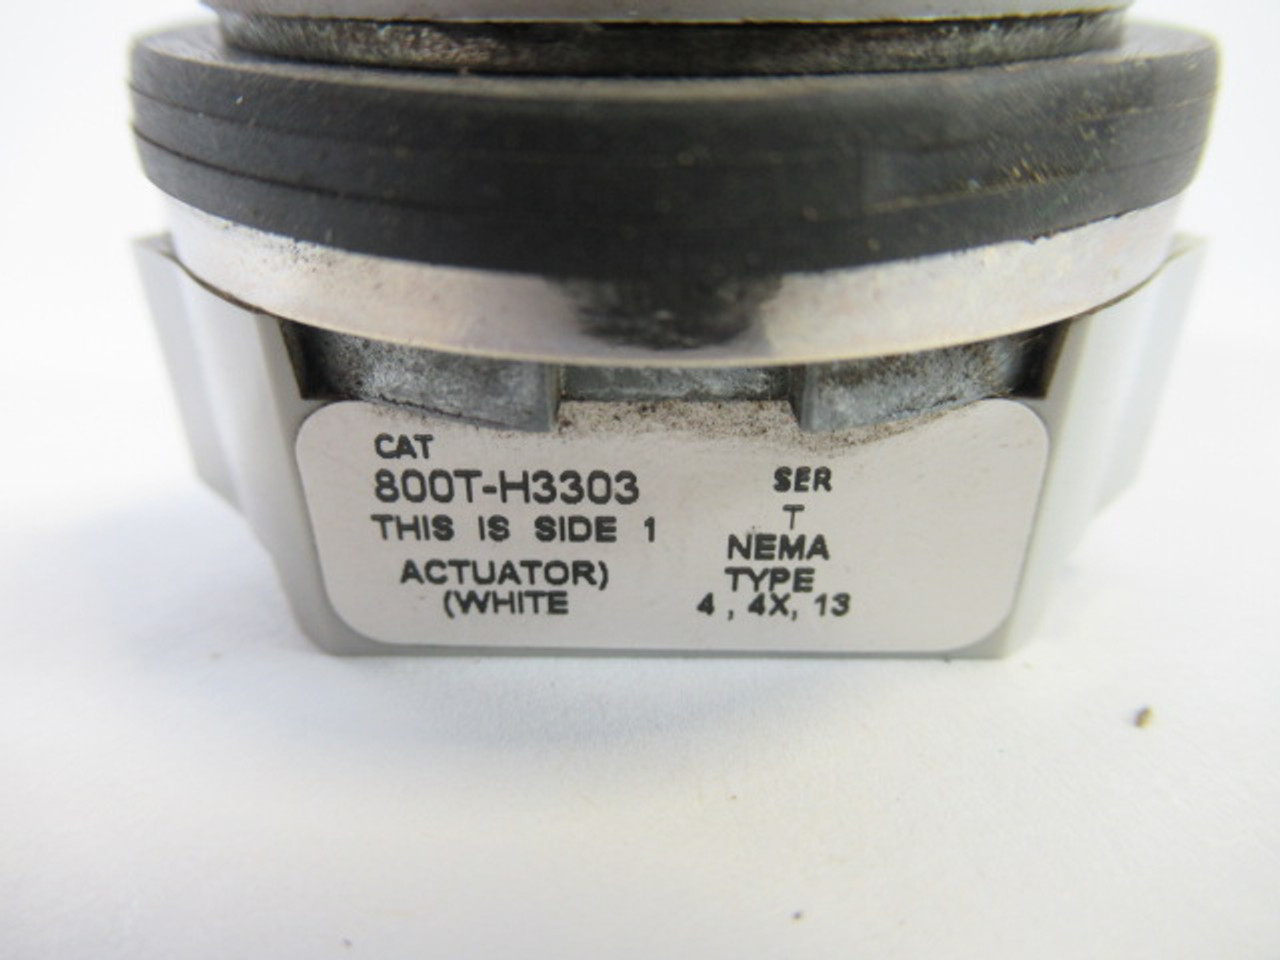 CAT
800T-H3303
THIS IS SIDE 1
ACTUATOR)
(WHITE
SER
T
NEMA
TYPE
4, 4X, 13